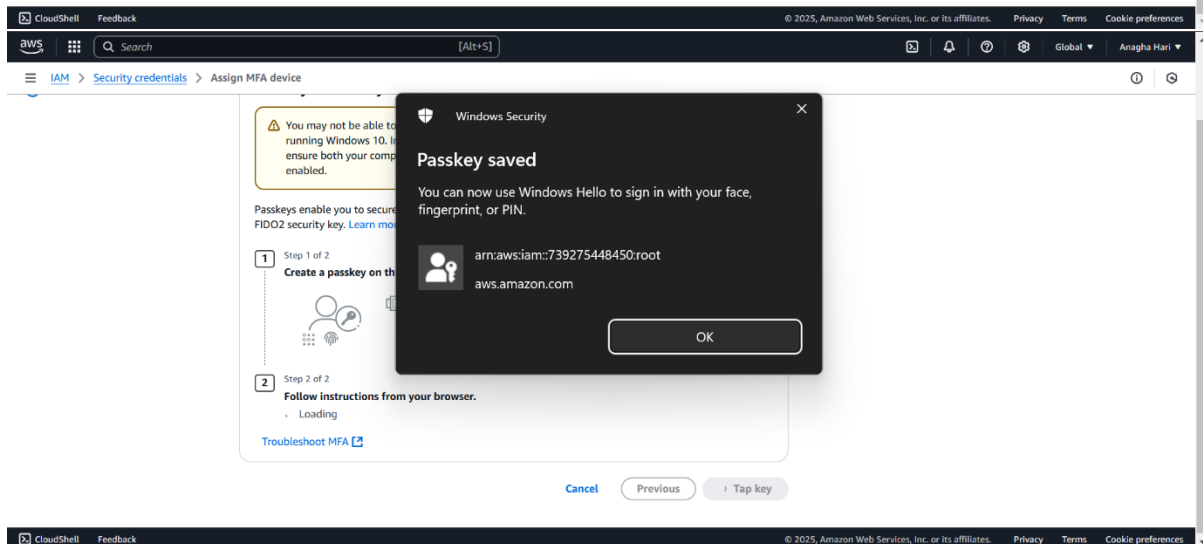 CloudShell Feedback © 2025, Amazon Web Services, Inc. or its affiliates. Privacy Terms Cookie preferences
aws Search [Alt+S] Global Anagha Hari
IAM > Security credentials > Assign MFA device
You may not be able to
running Windows 10.
ensure both your comp
enabled.
Passkeys enable you to secure
FIDO2 security key. Learn mo
1 Step 1 of 2
Create a passkey on th
2 Step 2 of 2
Follow instructions from your browser.
Loading
Troubleshoot MFA
Windows Security
Passkey saved
You can now use Windows Hello to sign in with your face,
fingerprint, or PIN.
arn:aws:iam::739275448450:root
aws.amazon.com
OK
Cancel Previous Tap key
CloudShell Feedback © 2025, Amazon Web Services, Inc. or its affiliates. Privacy Terms Cookie preferences